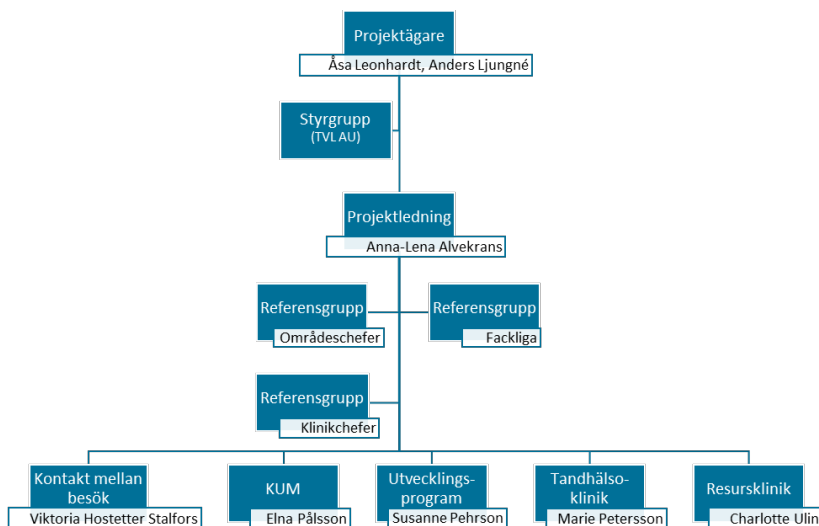 Projektägare
Åsa Leonhardt, Anders Ljungné
Styrgrupp
(TVL AU)
Projektledning
Anna-Lena Alvekrans
Referensgrupp
Områdeschefer
Referensgrupp
Fackliga
Referensgrupp
Klinikchefer
Kontakt mellan
besök
Viktoria Hostetter Stalfors
KUM
Elna Pålsson
Utvecklings-
program
Susanne Pehrson
Tandhälso-
klinik
Marie Petersson
Resursklinik
Charlotte Ulin